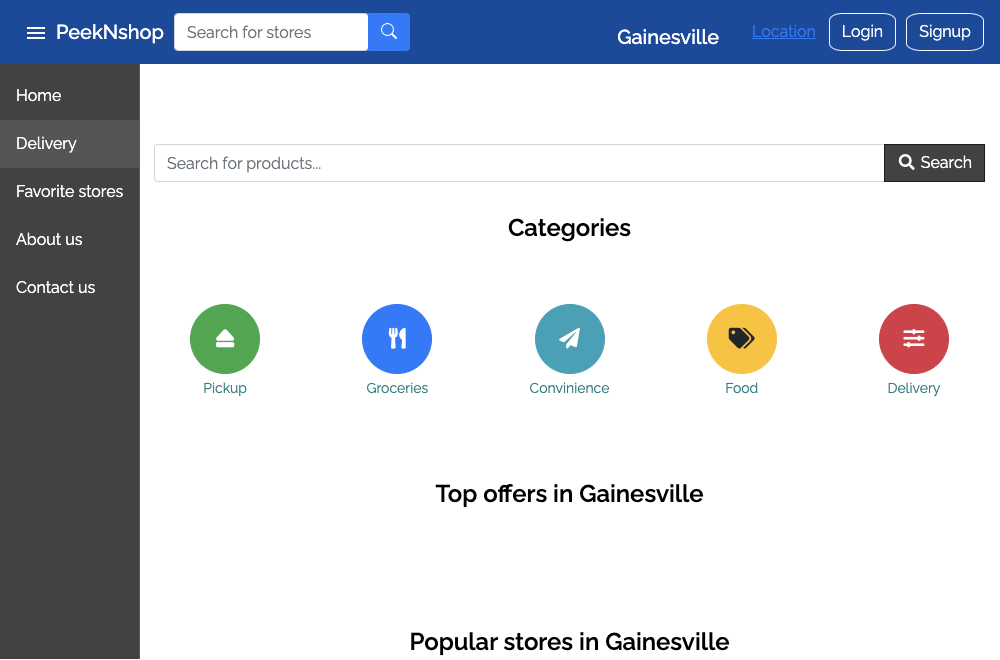 PeekNshop
Search for stores
Gainesville
Location
Login
Signup
Home
Delivery
Favorite stores
About us
Contact us
Search for products...
Search
Categories
Pickup
Groceries
Convinience
Food
Delivery
Top offers in Gainesville
Popular stores in Gainesville